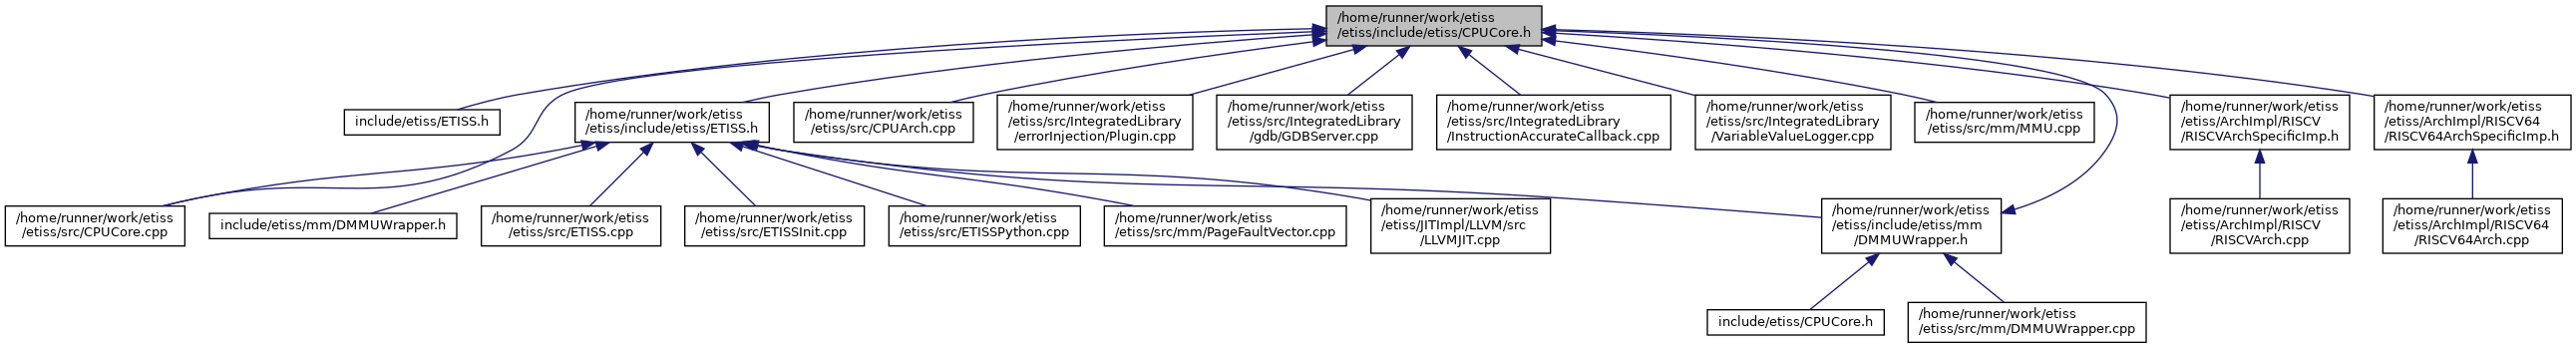 /home/runner/work/etiss
/etiss/include/etiss/CPUCore.h
include/etiss/ETISS.h
/home/runner/work/etiss
/etiss/include/etiss/ETISS.h
/home/runner/work/etiss
/etiss/src/CPUArch.cpp
/home/runner/work/etiss
/etiss/src/IntegratedLibrary
/errorInjection/Plugin.cpp
/home/runner/work/etiss
/etiss/src/IntegratedLibrary
/gdb/GDBServer.cpp
/home/runner/work/etiss
/etiss/src/IntegratedLibrary
/InstructionAccurateCallback.cpp
/home/runner/work/etiss
/etiss/src/IntegratedLibrary
/VariableValueLogger.cpp
/home/runner/work/etiss
/etiss/src/mm/MMU.cpp
/home/runner/work/etiss
/etiss/ArchImpl/RISCV
/RISCVArchSpecificImp.h
/home/runner/work/etiss
/etiss/ArchImpl/RISCV64
/RISCV64ArchSpecificImp.h
/home/runner/work/etiss
/etiss/src/CPUCore.cpp
include/etiss/mm/DMMUWrapper.h
/home/runner/work/etiss
/etiss/src/ETISS.cpp
/home/runner/work/etiss
/etiss/src/ETISSInit.cpp
/home/runner/work/etiss
/etiss/src/ETISSPython.cpp
/home/runner/work/etiss
/etiss/src/mm/PageFaultVector.cpp
/home/runner/work/etiss
/etiss/JITImpl/LLVM/src
/LLVMJIT.cpp
/home/runner/work/etiss
/etiss/include/etiss/mm
/DMMUWrapper.h
/home/runner/work/etiss
/etiss/ArchImpl/RISCV
/RISCVArch.cpp
/home/runner/work/etiss
/etiss/ArchImpl/RISCV64
/RISCV64Arch.cpp
include/etiss/CPUCore.h
/home/runner/work/etiss
/etiss/src/mm/DMMUWrapper.cpp